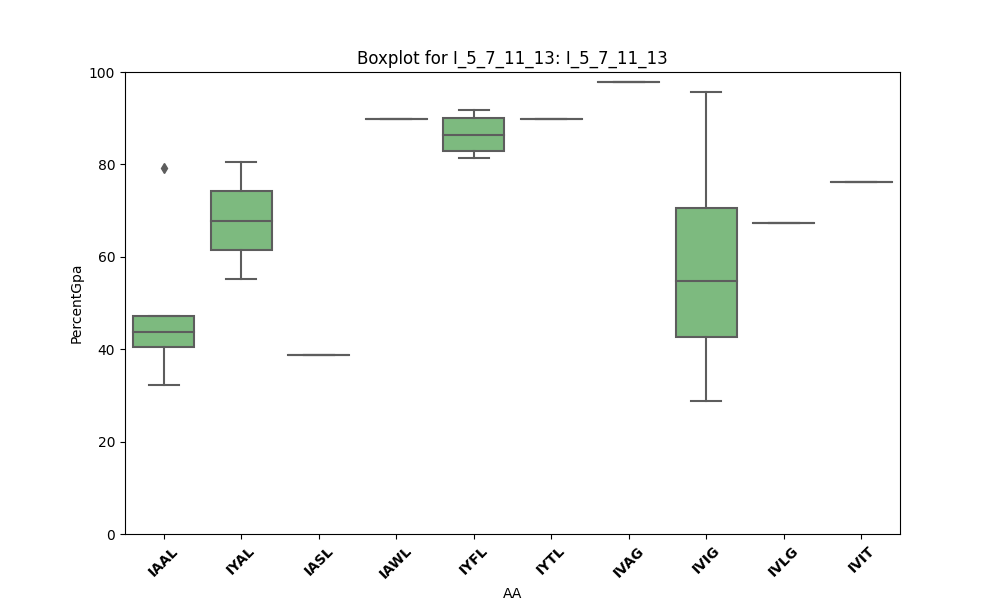 Boxplot for I_5_7_11_13: I_5_7_11_13
100
80
60
40
20
0
PercentGpa
IAAL
IYAL
IASL
IAWL
IYFL
IYTL
IVAG
IVIG
IVLG
IVIT
AA